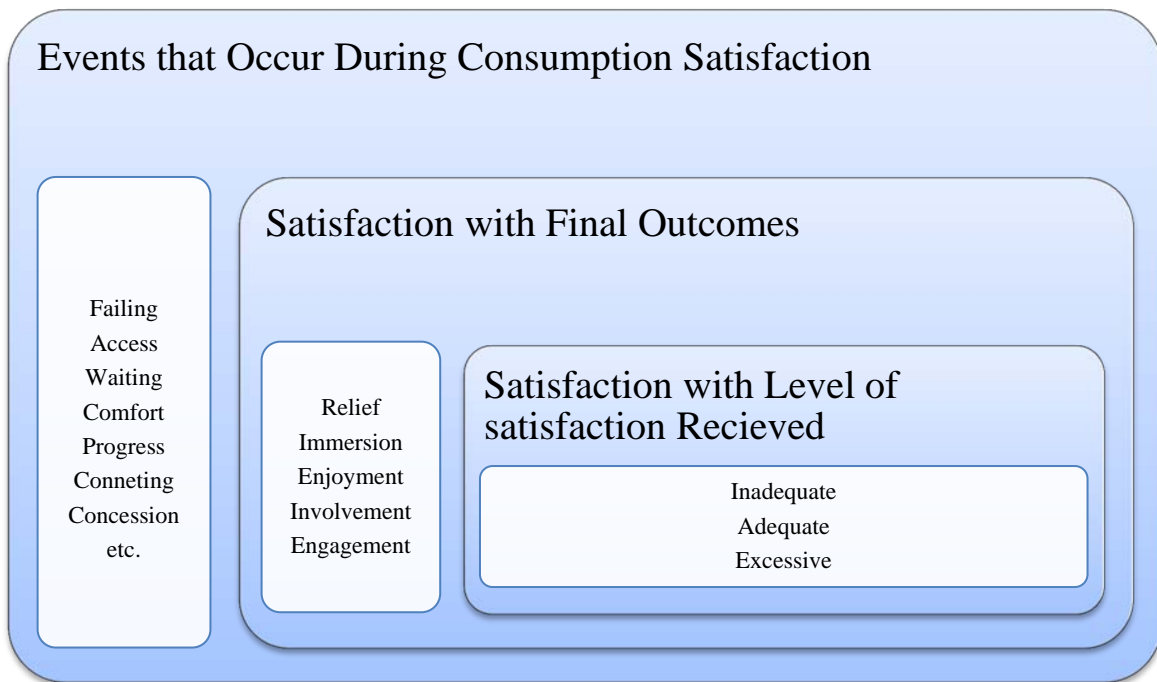 Events that Occur During Consumption Satisfaction
Failing
Access
Waiting
Comfort
Progress
Conneting
Concession
etc.
Satisfaction with Final Outcomes
Relief
Immersion
Enjoyment
Involvement
Engagement
Satisfaction with Level of
satisfaction Recieved
Inadequate
Adequate
Excessive